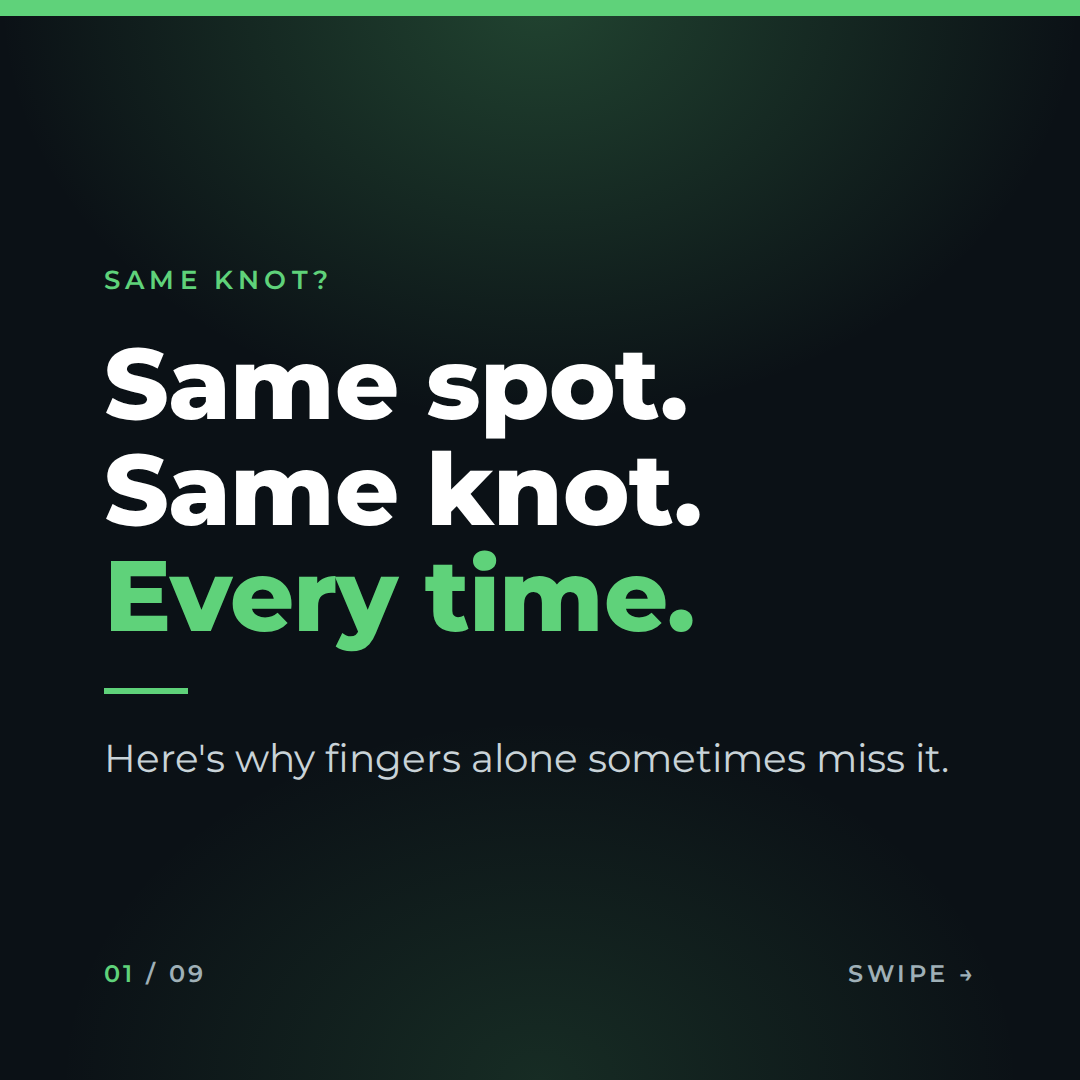 SAME KNOT?
Same spot.
Same knot.
Every time.
Here's why fingers alone sometimes miss it.
01 / 09
SWIPE →